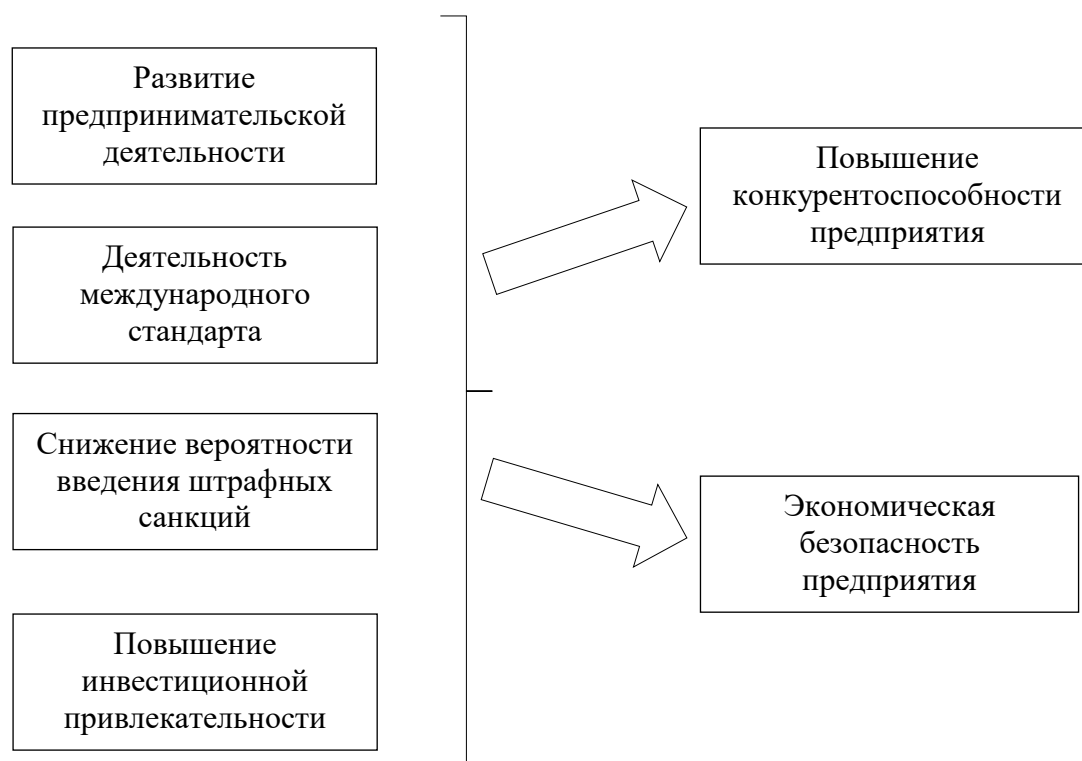 Развитие
предпринимательской
деятельности
Деятельность
международного
стандарта
Снижение вероятности
введения штрафных
санкций
Повышение
инвестиционной
привлекательности
Повышение
конкурентоспособности
предприятия
Экономическая
безопасность
предприятия